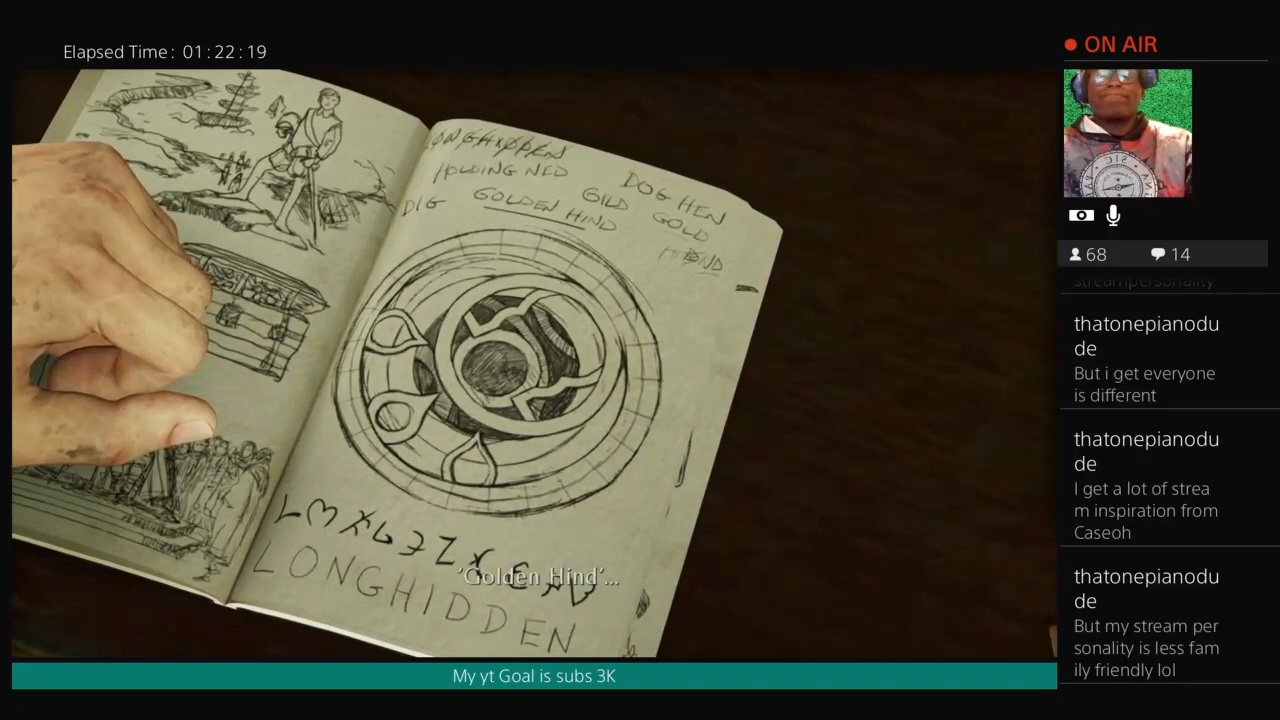 Elapsed Time: 01:22:19
ON AIR
68
14
streampersonality
thatonepianodu
de
But i get everyone
is different
thatonepianodu
de
I get a lot of strea
m inspiration from
Caseoh
thatonepianodu
de
But my stream per
sonality is less fam
ily friendly lol
HOLDING NED
DOG HEN
DIG
GOLDEN HIND
GILD
GOLD
'Golden Hind'...
LONGHIDDEN
My yt Goal is subs 3K